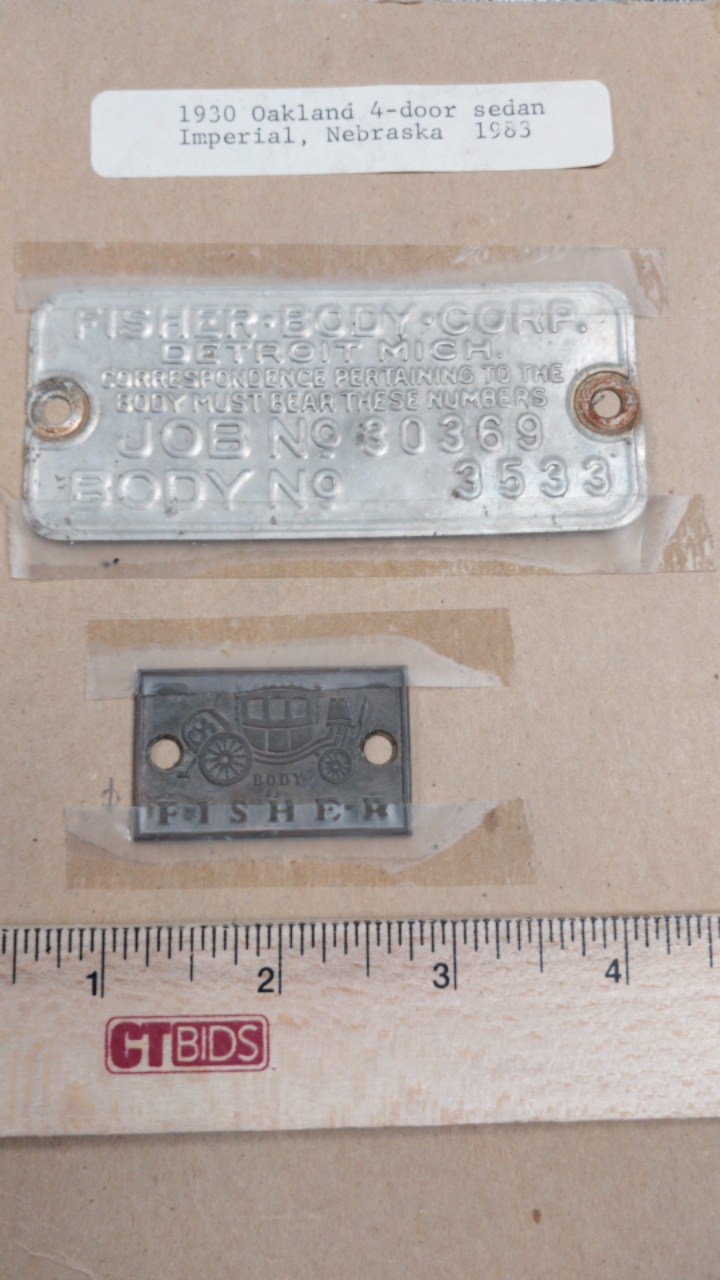 1930 Oakland 4-door sedan
Imperial, Nebraska 1983
FISHER·BODY·CORP.
DETROIT MICH.
CORRESPONDENCE PERTAINING TO THE
BODY MUST BEAR THESE NUMBERS
JOB No 30369
BODY No 3533
BODY
by
FISHER
1 2 3 4
CTBIDS